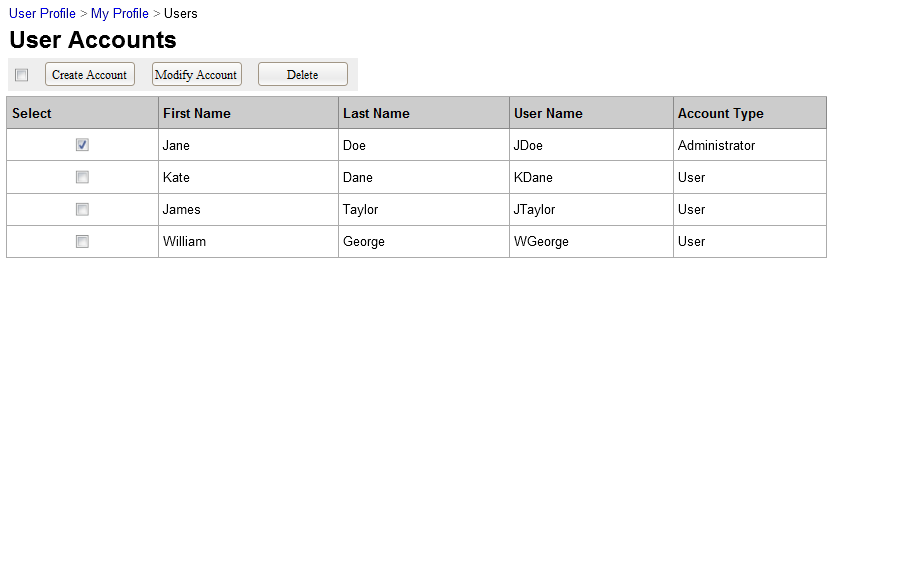 User Profile > My Profile > Users
User Accounts
Create Account Modify Account Delete
Select First Name Last Name User Name Account Type
Jane Doe JDoe Administrator
Kate Dane KDane User
James Taylor JTaylor User
William George WGeorge User